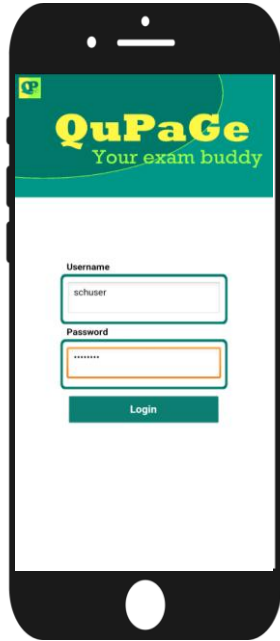 QP
QuPaGe
Your exam buddy
Username
schuser
Password
••••••••
Login